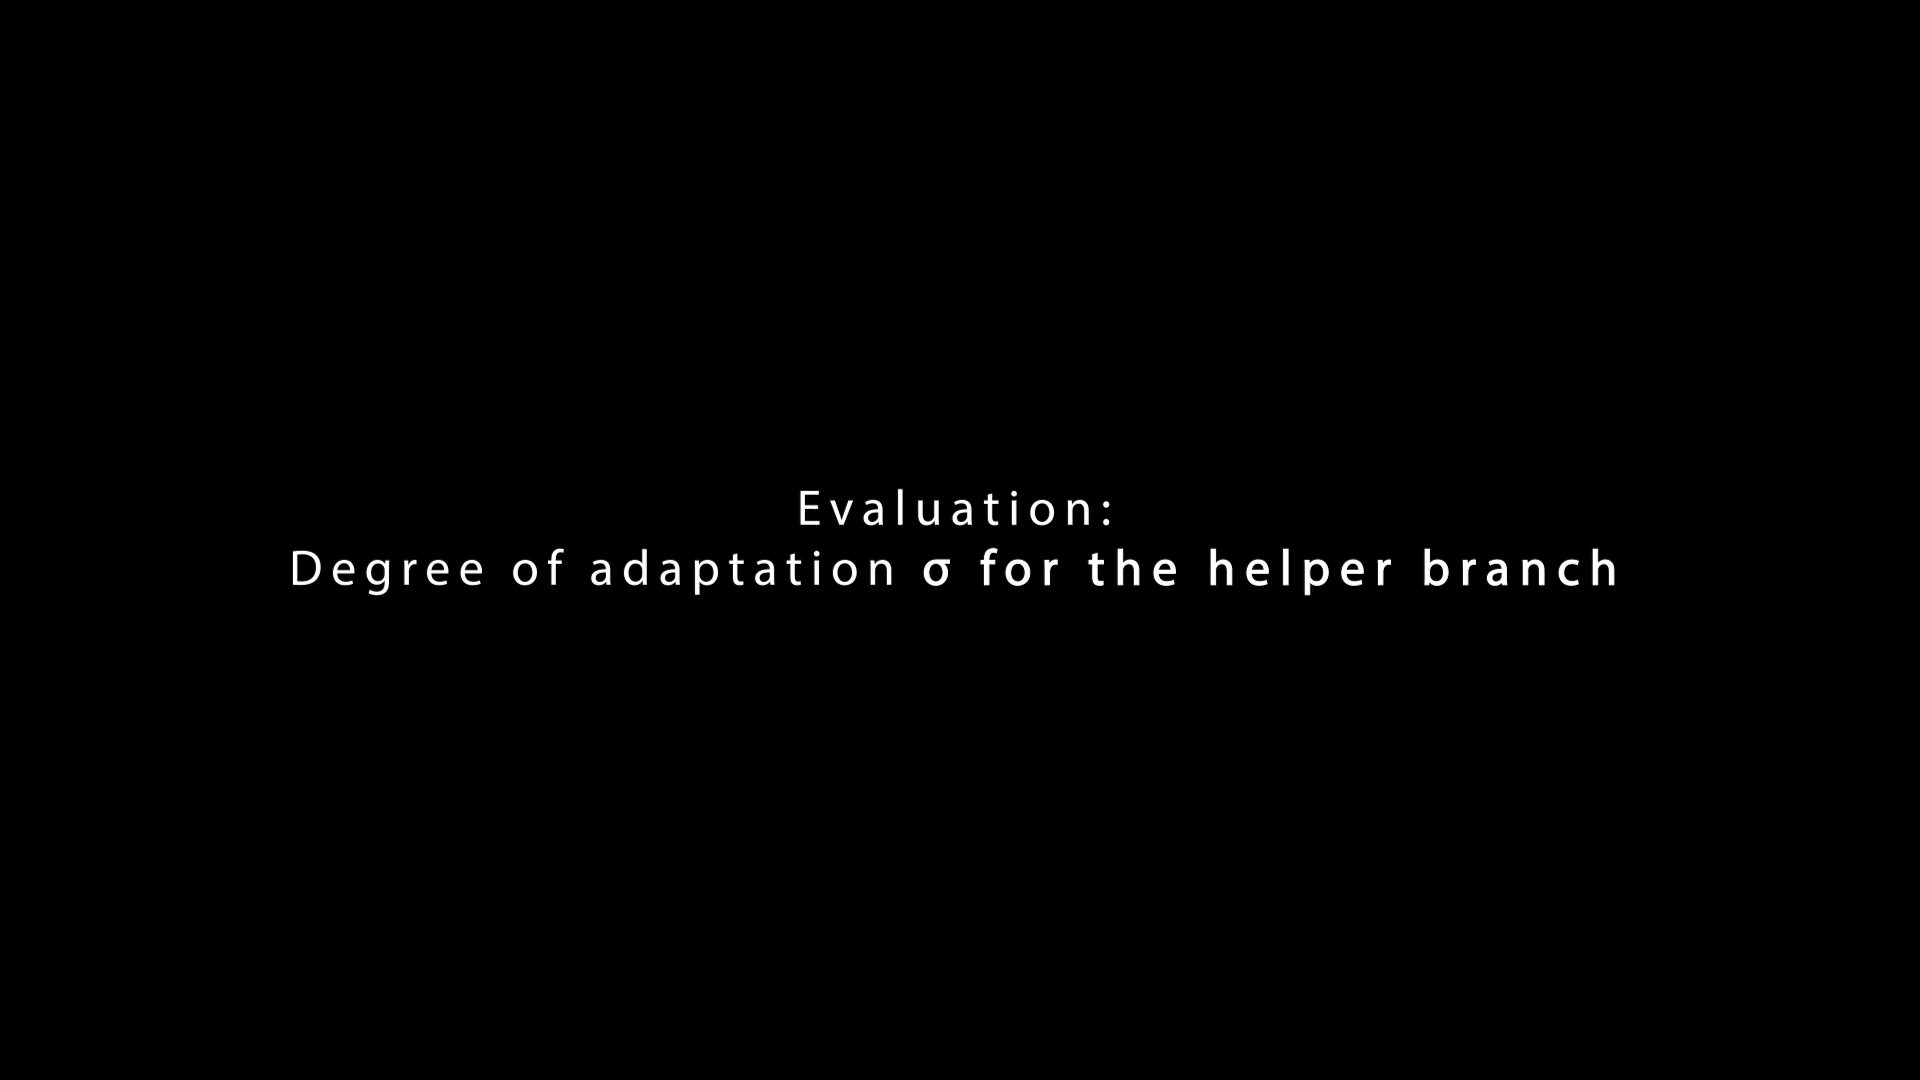 Evaluation:
Degree of adaptation σ for the helper branch